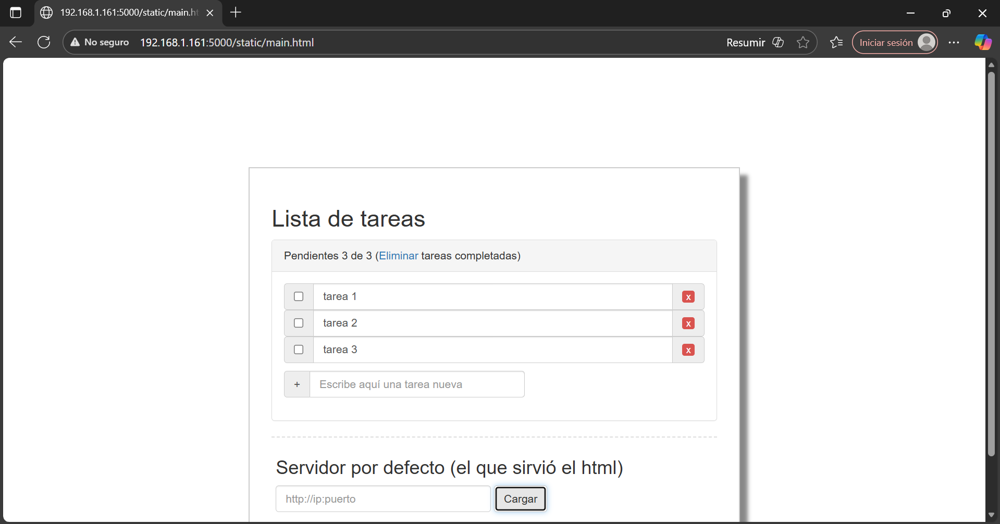 192.168.1.161:5000/static/main.ht
No seguro 192.168.1.161:5000/static/main.html Resumir Iniciar sesión
Lista de tareas
Pendientes 3 de 3 (Eliminar tareas completadas)
tarea 1 x
tarea 2 x
tarea 3 x
+ Escribe aquí una tarea nueva
Servidor por defecto (el que sirvió el html)
http://ip:puerto Cargar